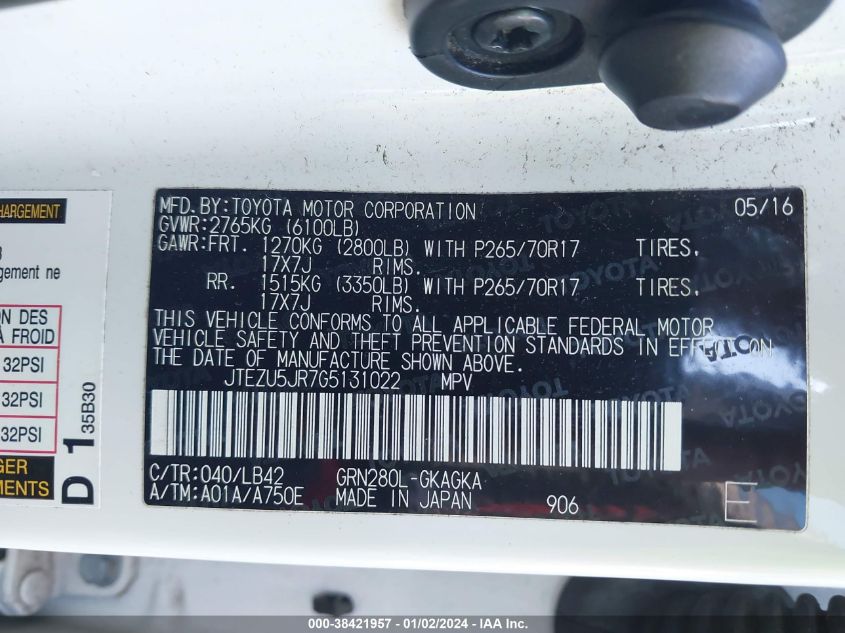 HARGEMENT
argement ne
ON DES
À FROID
32PSI
32PSI
32PSI
GER
EMENTS
D 1 35B30
MFD.BY:TOYOTA MOTOR CORPORATION 05/16
GVWR:2765KG (6100LB)
GAWR:FRT. 1270KG (2800LB) WITH P265/70R17 TIRES.
17X7J RIMS.
RR. 1515KG (3350LB) WITH P265/70R17 TIRES.
17X7J RIMS.
THIS VEHICLE CONFORMS TO ALL APPLICABLE FEDERAL MOTOR
VEHICLE SAFETY AND THEFT PREVENTION STANDARDS IN EFFECT ON
THE DATE OF MANUFACTURE SHOWN ABOVE.
JTEZU5JR7G5131022 MPV
C/TR:040/LB42 GRN280L-GKAGKA
A/TM:A01A/A750E MADE IN JAPAN 906 E
000-38421957 - 01/02/2024 - IAA Inc.